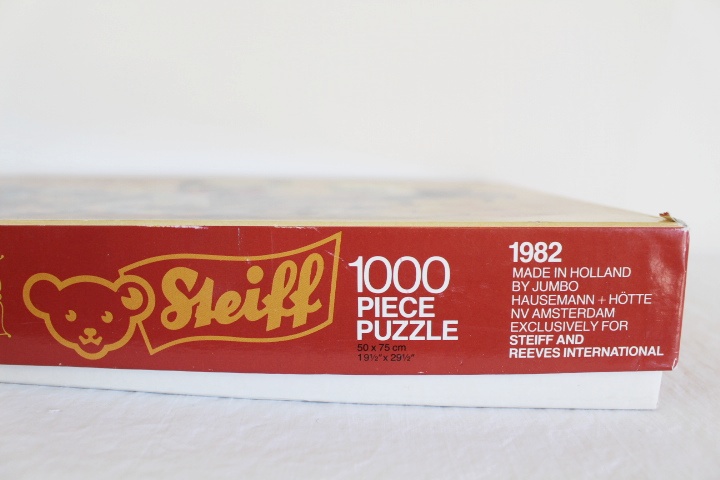 Steiff
1000
PIECE
PUZZLE
50 x 75 cm
19½" x 29½"
1982
MADE IN HOLLAND
BY JUMBO
HAUSEMANN + HÖTTE
NV AMSTERDAM
EXCLUSIVELY FOR
STEIFF AND
REEVES INTERNATIONAL